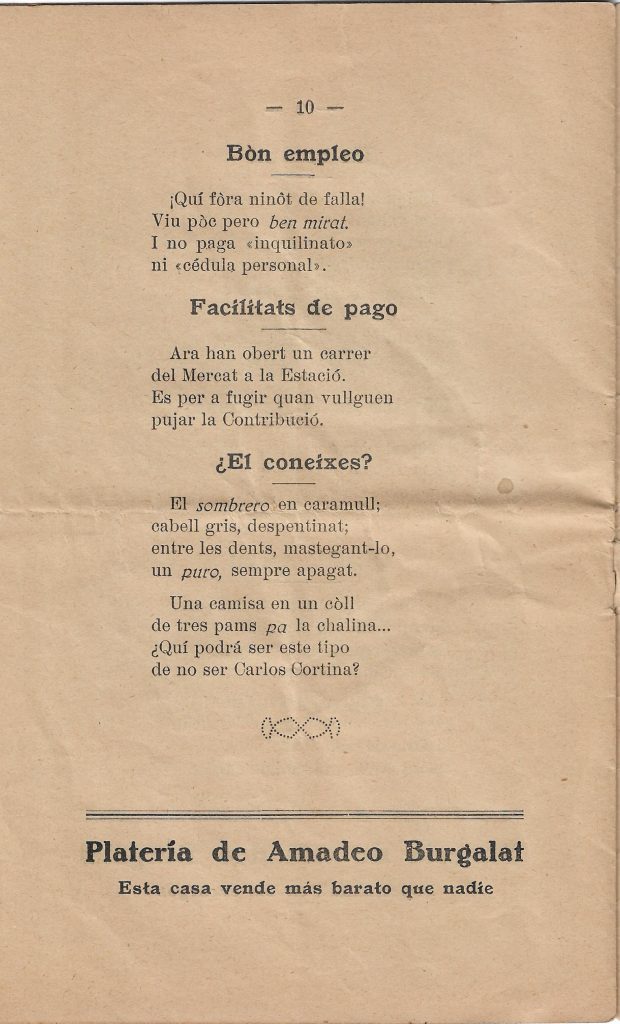 — 10 —
Bòn empleo
¡Quí fôra ninôt de falla!
Viu pòc pero ben mirat.
I no paga «inquilinato»
ni «cédula personal».
Facilitats de pago
Ara han obert un carrer
del Mercat a la Estació.
Es per a fugir quan vullguen
pujar la Contribució.
¿El coneixes?
El sombrero en caramull;
cabell gris, despentinat;
entre les dents, mastegant-lo,
un puro, sempre apagat.
Una camisa en un còll
de tres pams pa la chalina...
¿Quí podrá ser este tipo
de no ser Carlos Cortina?
Platería de Amadeo Burgalat
Esta casa vende más barato que nadie